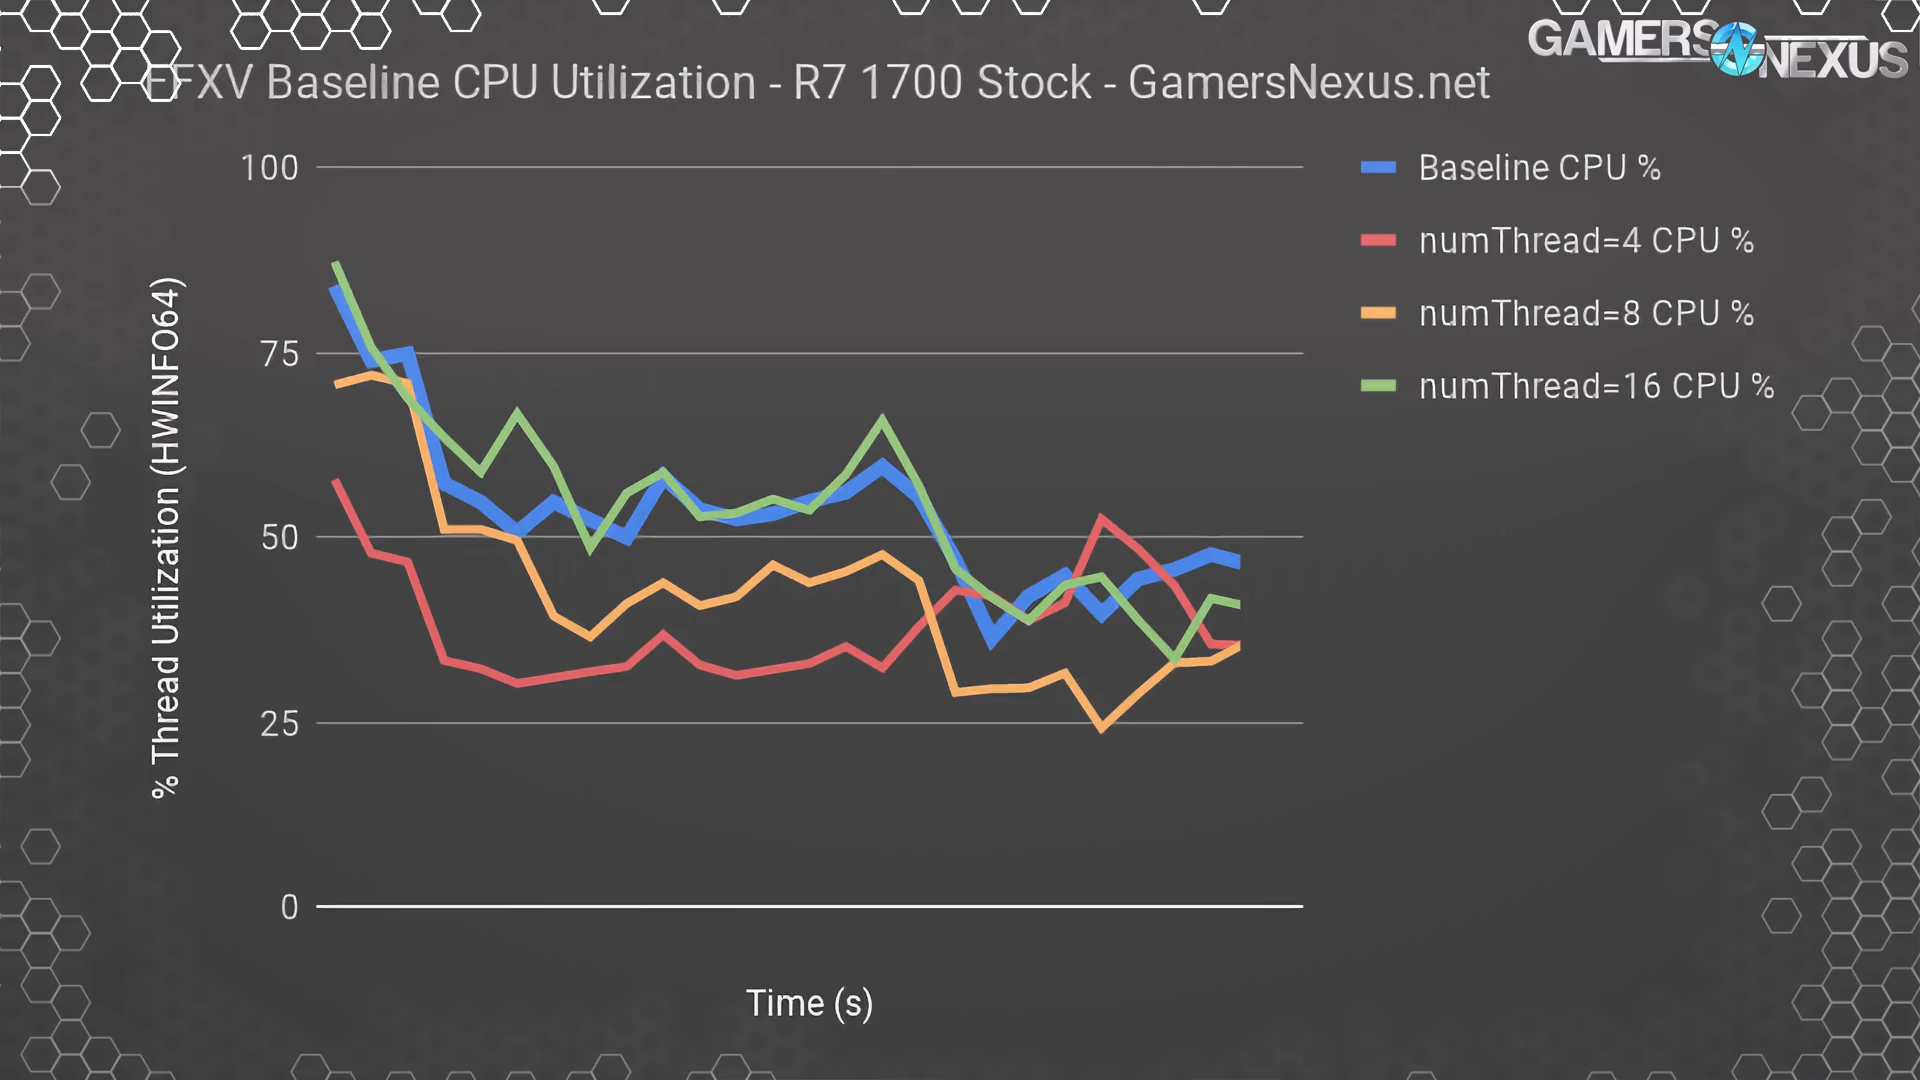 GAMERS NEXUS
FFXV Baseline CPU Utilization - R7 1700 Stock - GamersNexus.net
100
75
50
25
0
% Thread Utilization (HWINFO64)
Time (s)
Baseline CPU %
numThread=4 CPU %
numThread=8 CPU %
numThread=16 CPU %